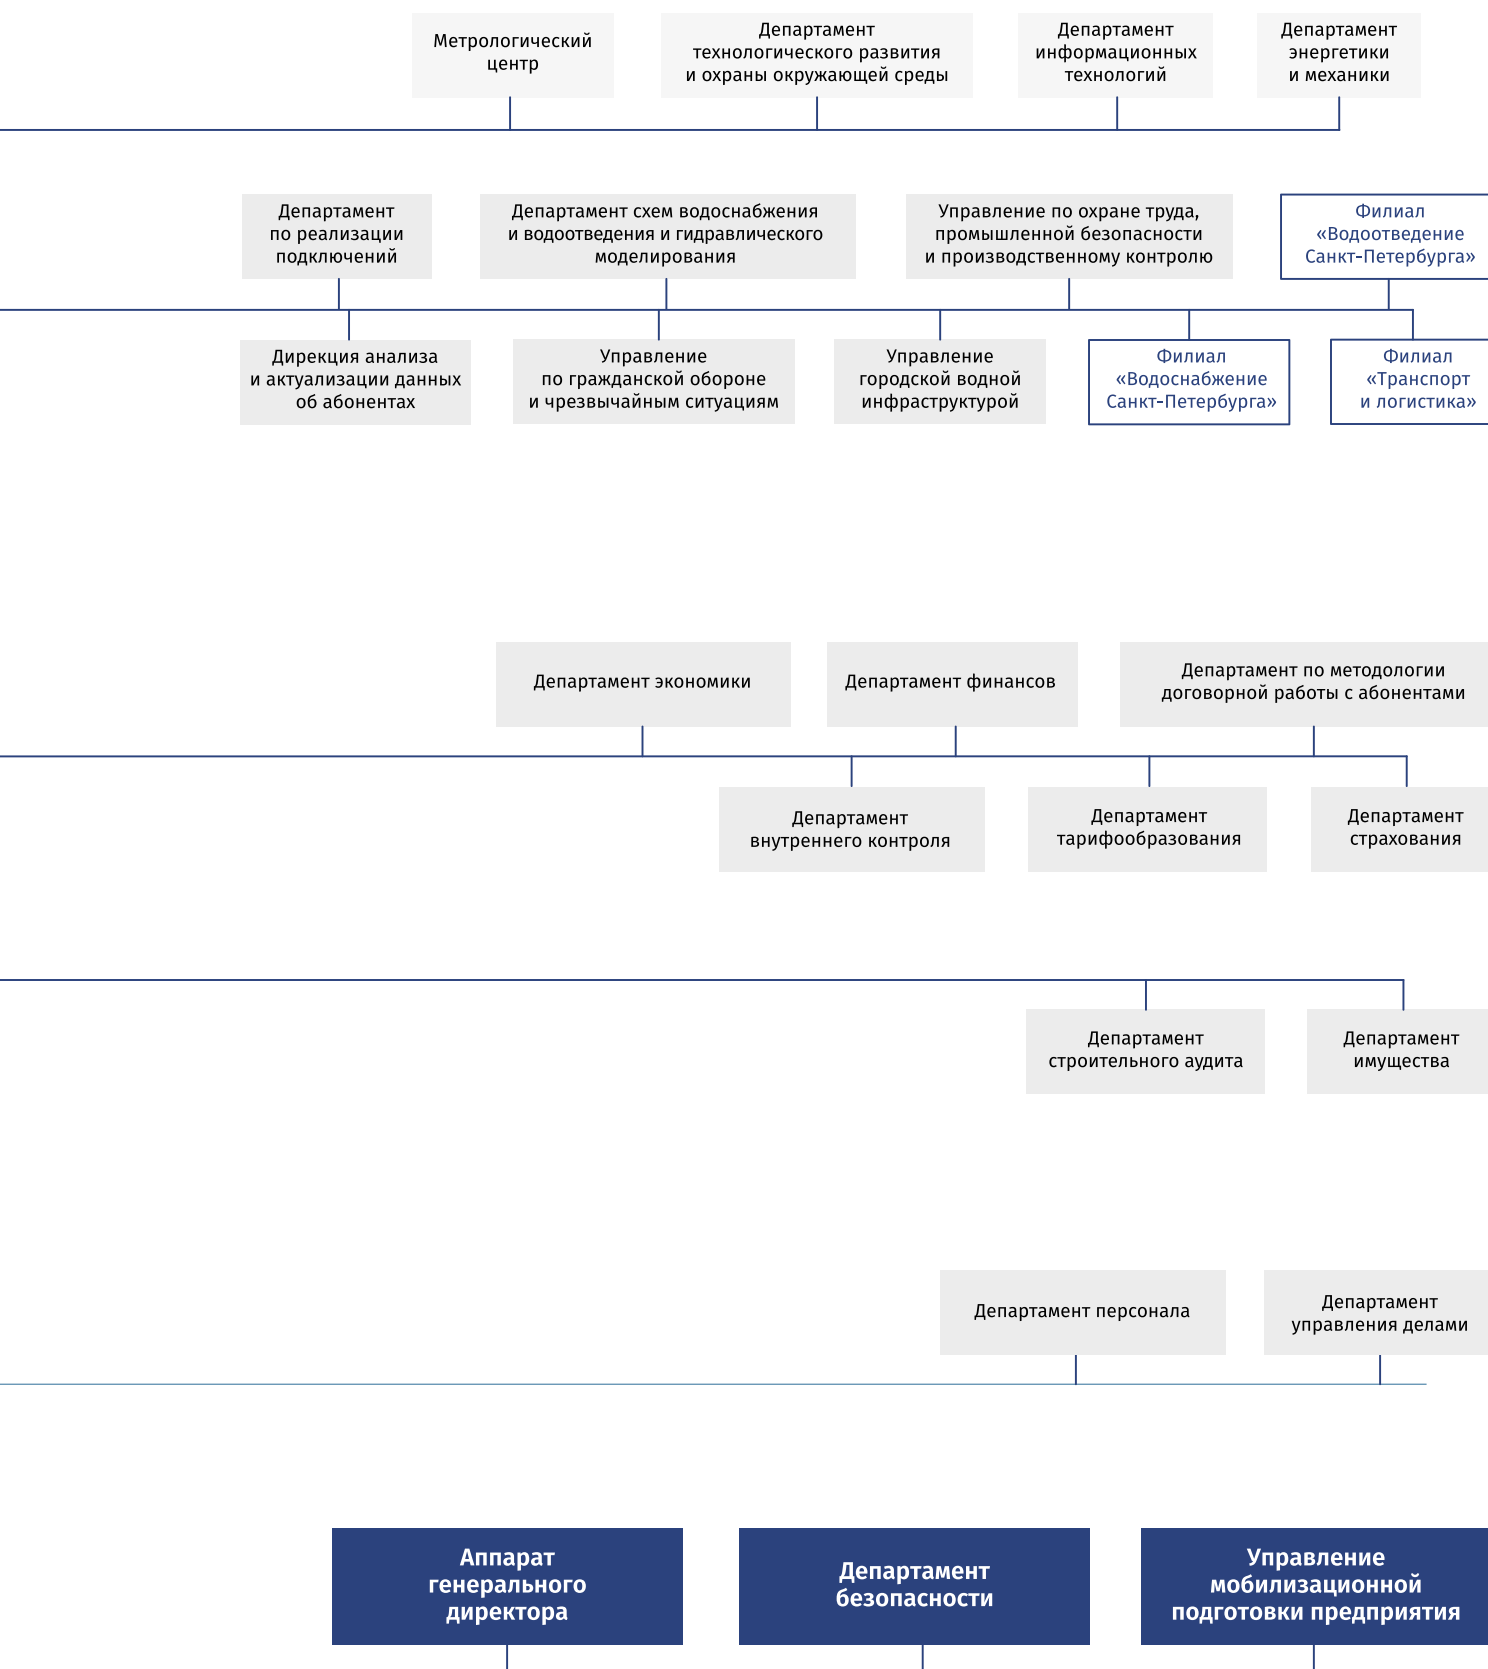 Метрологический
центр
Департамент
технологического развития
и охраны окружающей среды
Департамент
информационных
технологий
Департамент
энергетики
и механики
Департамент
по реализации
подключений
Департамент схем водоснабжения
и водоотведения и гидравлического
моделирования
Управление по охране труда,
промышленной безопасности
и производственному контролю
Филиал
«Водоотведение
Санкт-Петербурга»
Дирекция анализа
и актуализации данных
об абонентах
Управление
по гражданской обороне
и чрезвычайным ситуациям
Управление
городской водной
инфраструктурой
Филиал
«Водоснабжение
Санкт-Петербурга»
Филиал
«Транспорт
и логистика»
Департамент экономики
Департамент финансов
Департамент по методологии
договорной работы с абонентами
Департамент
внутреннего контроля
Департамент
тарифообразования
Департамент
страхования
Департамент
строительного аудита
Департамент
имущества
Департамент персонала
Департамент
управления делами
Аппарат
генерального
директора
Департамент
безопасности
Управление
мобилизационной
подготовки предприятия